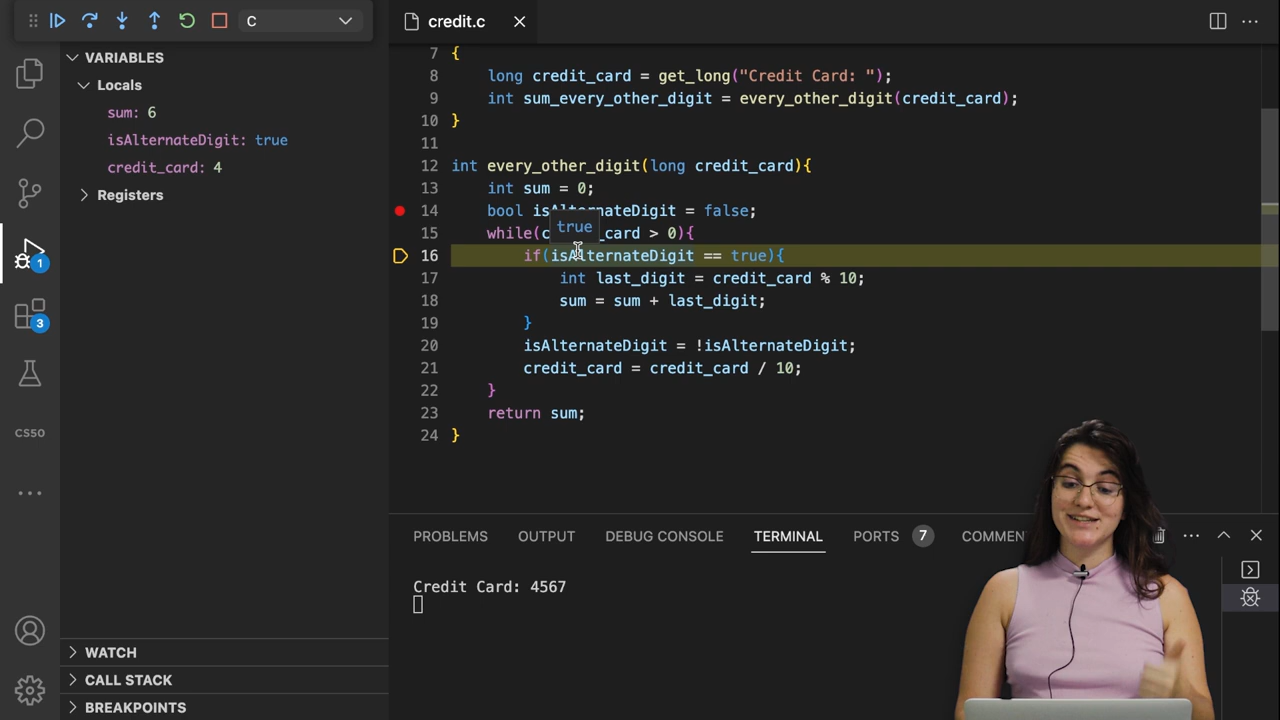 C
credit.c
VARIABLES
Locals
sum: 6
isAlternateDigit: true
credit_card: 4
Registers
1
3
CS50
WATCH
CALL STACK
BREAKPOINTS
7 {
8 long credit_card = get_long("Credit Card: ");
9 int sum_every_other_digit = every_other_digit(credit_card);
10 }
11
12 int every_other_digit(long credit_card){
13 int sum = 0;
14 bool isAlternateDigit = false;
true
15 while(c _card > 0){
16 if(isAlternateDigit == true){
17 int last_digit = credit_card % 10;
18 sum = sum + last_digit;
19 }
20 isAlternateDigit = !isAlternateDigit;
21 credit_card = credit_card / 10;
22 }
23 return sum;
24 }
PROBLEMS OUTPUT DEBUG CONSOLE TERMINAL PORTS 7 COMMEN
Credit Card: 4567